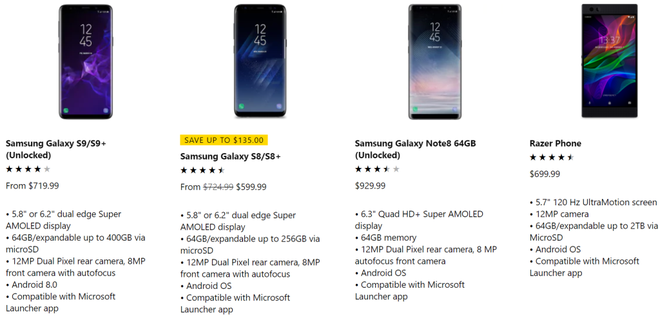 12
45
12
45
12
45
13:37
Samsung Galaxy S9/S9+
(Unlocked)
From $719.99
• 5.8" or 6.2" dual edge Super
AMOLED display
• 64GB/expandable up to 400GB via
microSD
• 12MP Dual Pixel rear camera, 8MP
front camera with autofocus
• Android 8.0
• Compatible with Microsoft
Launcher app
SAVE UP TO $135.00
Samsung Galaxy S8/S8+
From $724.99 $599.99
• 5.8" or 6.2" dual edge Super
AMOLED display
• 64GB/expandable up to 256GB via
microSD
• 12MP Dual Pixel rear camera, 8MP
front camera with autofocus
• Android OS
• Compatible with Microsoft
Launcher app
Samsung Galaxy Note8 64GB
(Unlocked)
$929.99
• 6.3" Quad HD+ Super AMOLED
display
• 64GB memory
• 12MP Dual Pixel rear camera, 8 MP
autofocus front camera
• Android OS
• Compatible with Microsoft
Launcher app
Razer Phone
$699.99
• 5.7" 120 Hz UltraMotion screen
• 12MP camera
• 64GB/expandable up to 2TB via
MicroSD
• Android OS
• Compatible with Microsoft
Launcher app